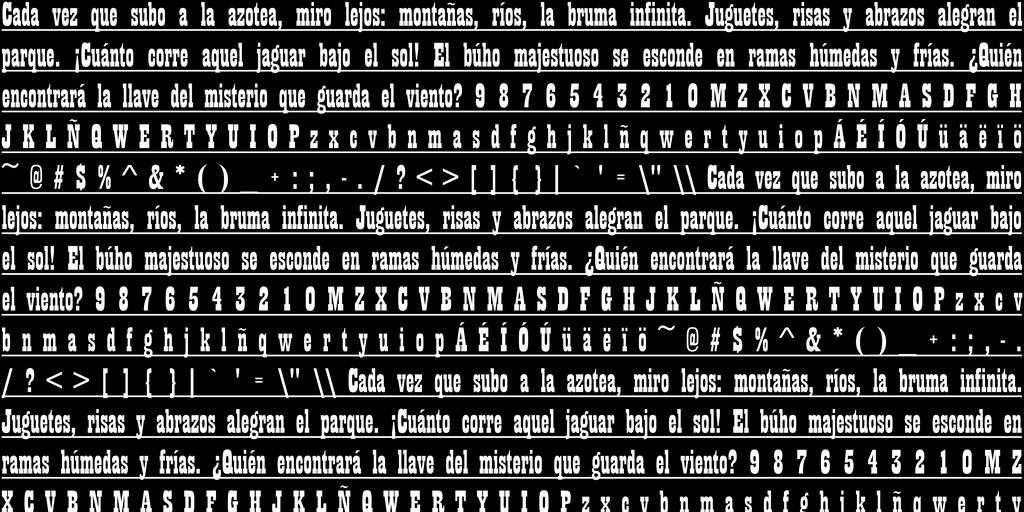 Cada vez que subo a la azotea, miro lejos: montañas, ríos, la bruma infinita. Juguetes, risas y abrazos alegran el
parque. ¡Cuánto corre aquel jaguar bajo el sol! El búho majestuoso se esconde en ramas húmedas y frías. ¿Quién
encontrará la llave del misterio que guarda el viento? 9 8 7 6 5 4 3 2 1 0 M Z X C V B N M A S D F G H
J K L Ñ Q W E R T Y U I O P z x c v b n m a s d f g h j k l ñ q w e r t y u i o p Á É Í Ó Ú ü ä ë ï ö
~ @ # $ % ^ & * ( ) _ + : ; , - . / ? < > [ ] { } | ` ' = \" \\ Cada vez que subo a la azotea, miro
lejos: montañas, ríos, la bruma infinita. Juguetes, risas y abrazos alegran el parque. ¡Cuánto corre aquel jaguar bajo
el sol! El búho majestuoso se esconde en ramas húmedas y frías. ¿Quién encontrará la llave del misterio que guarda
el viento? 9 8 7 6 5 4 3 2 1 0 M Z X C V B N M A S D F G H J K L Ñ Q W E R T Y U I O P z x c v
b n m a s d f g h j k l ñ q w e r t y u i o p Á É Í Ó Ú ü ä ë ï ö ~ @ # $ % ^ & * ( ) _ + : ; , - .
/ ? < > [ ] { } | ` ' = \" \\ Cada vez que subo a la azotea, miro lejos: montañas, ríos, la bruma infinita.
Juguetes, risas y abrazos alegran el parque. ¡Cuánto corre aquel jaguar bajo el sol! El búho majestuoso se esconde en
ramas húmedas y frías. ¿Quién encontrará la llave del misterio que guarda el viento? 9 8 7 6 5 4 3 2 1 0 M Z
X C V B N M A S D F G H J K L Ñ Q W E R T Y U I O P z x c v b n m a s d f g h j k l ñ q w e r t y